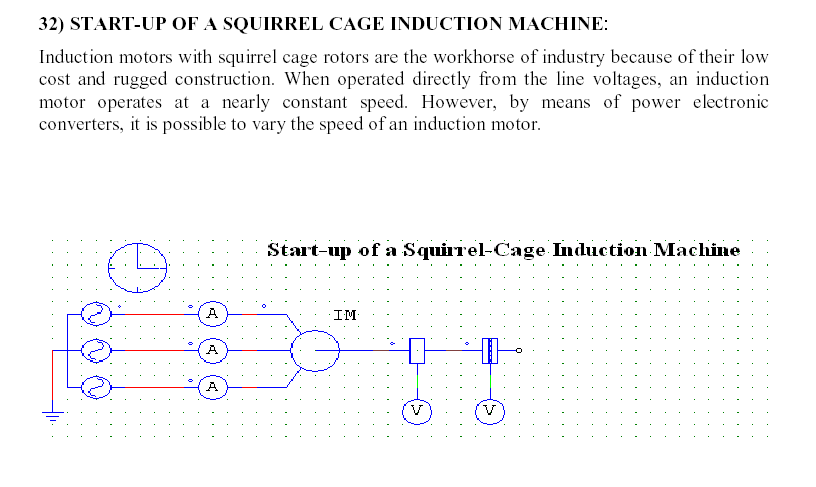 32) START-UP OF A SQUIRREL CAGE INDUCTION MACHINE:
Induction motors with squirrel cage rotors are the workhorse of industry because of their low
cost and rugged construction. When operated directly from the line voltages, an induction
motor operates at a nearly constant speed. However, by means of power electronic
converters, it is possible to vary the speed of an induction motor.
Start-up of a Squirrel-Cage Induction Machine
A
IM
A
A
V
V